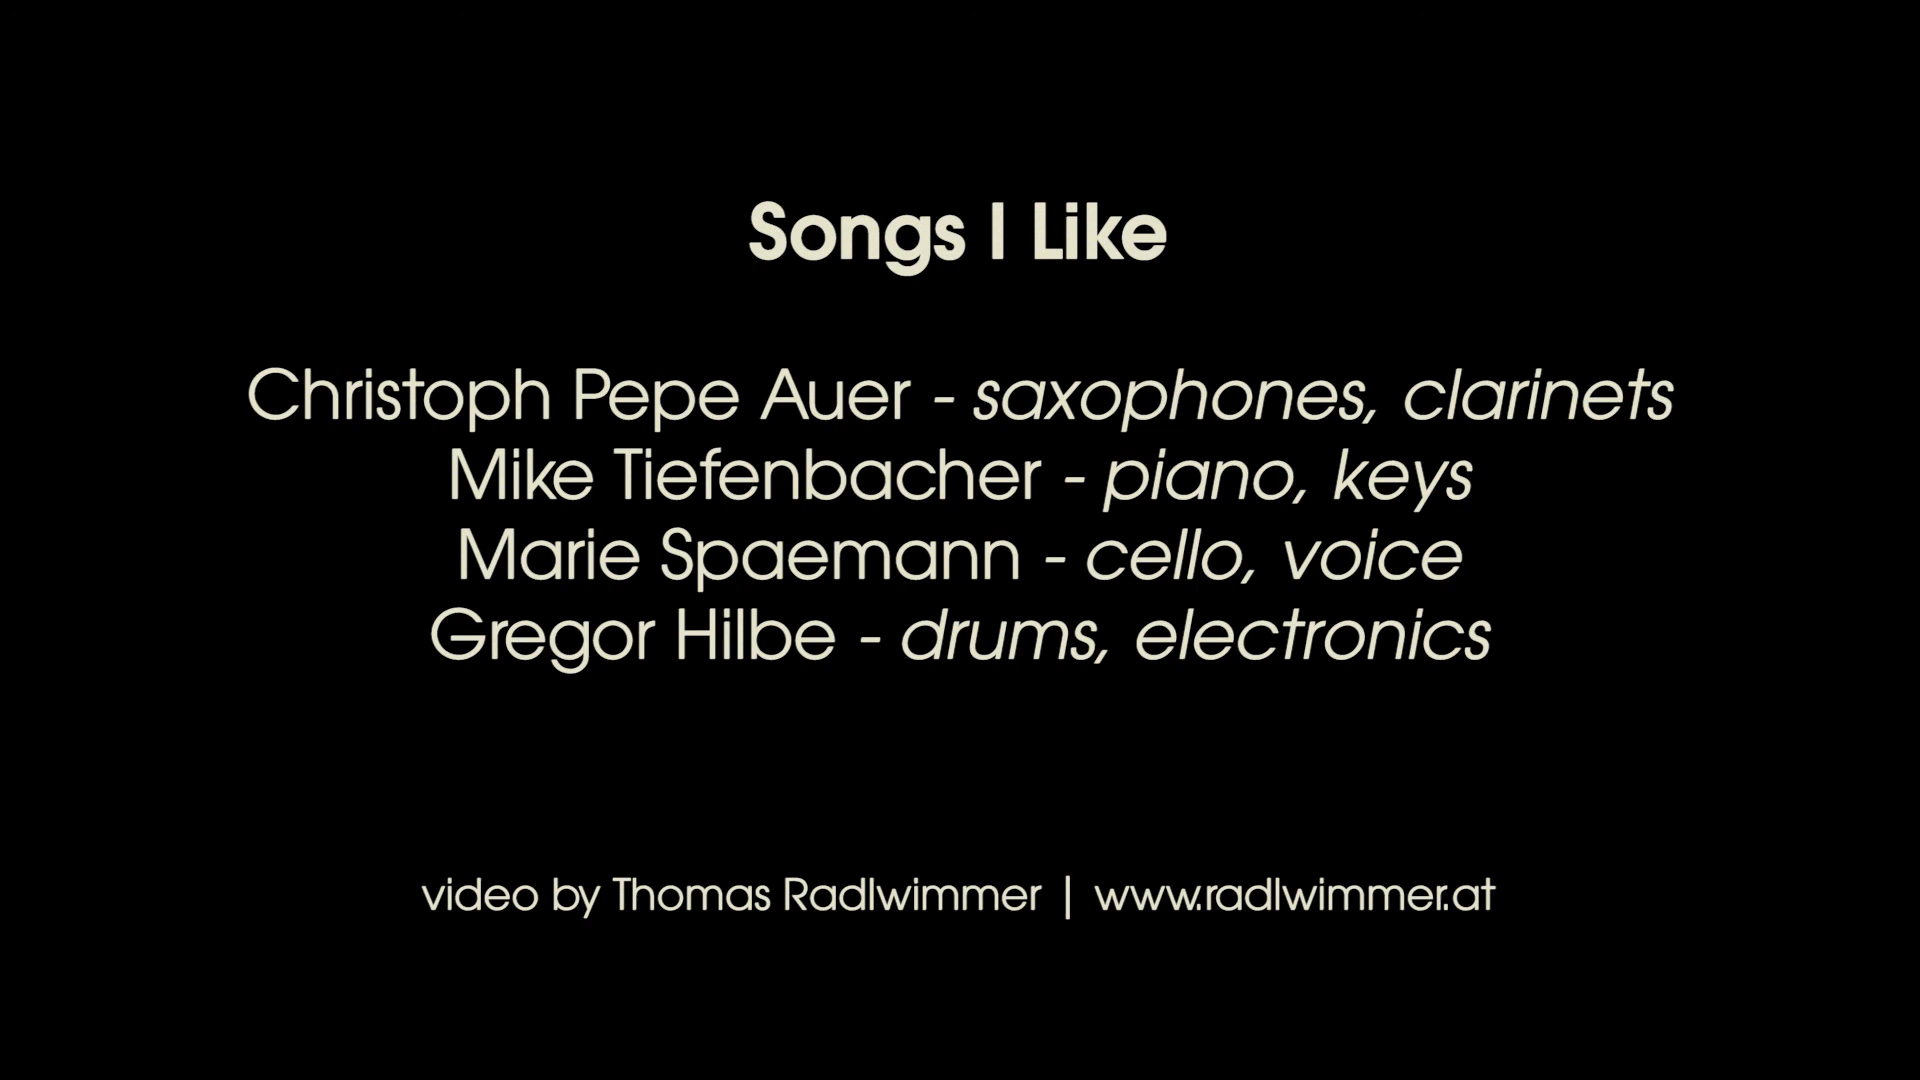 Songs I Like
Christoph Pepe Auer - saxophones, clarinets
Mike Tiefenbacher - piano, keys
Marie Spaemann - cello, voice
Gregor Hilbe - drums, electronics
video by Thomas Radlwimmer | www.radlwimmer.at